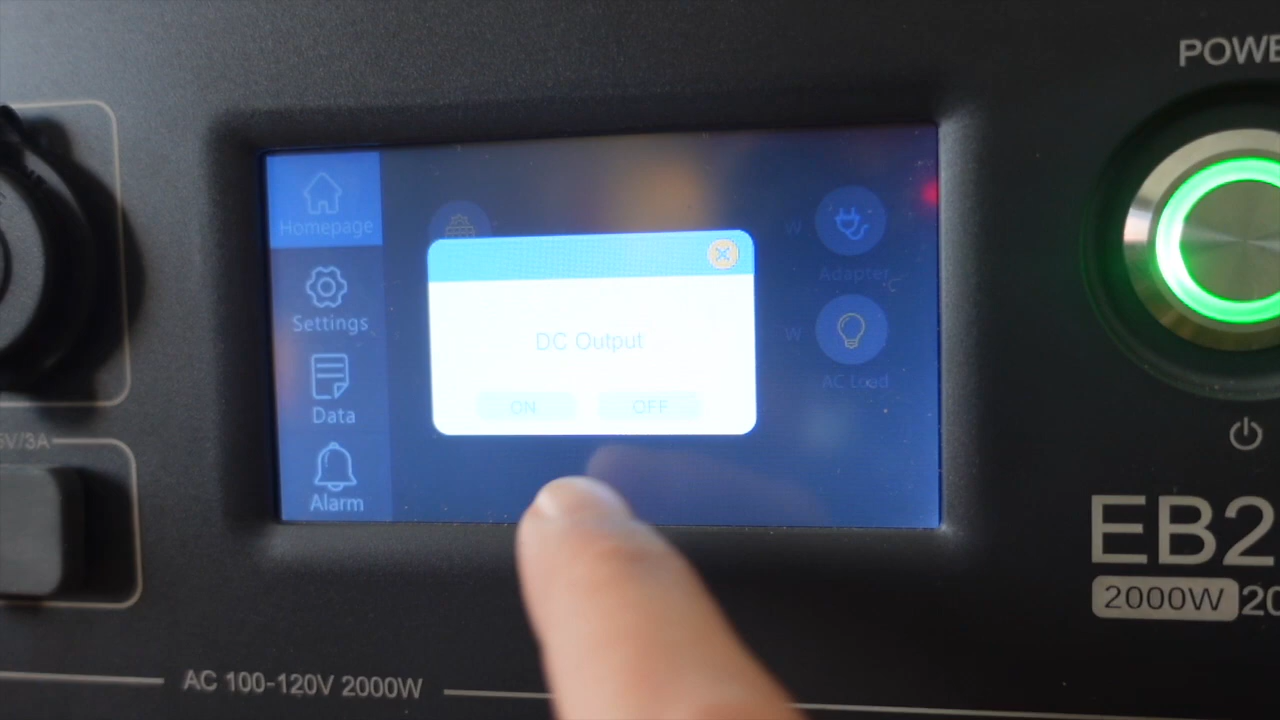 POWE
Homepage
Settings
Data
Alarm
W
Adapter
W
AC Load
DC Output
ON
OFF
5V/3A
EB2
2000W 20
AC 100-120V 2000W